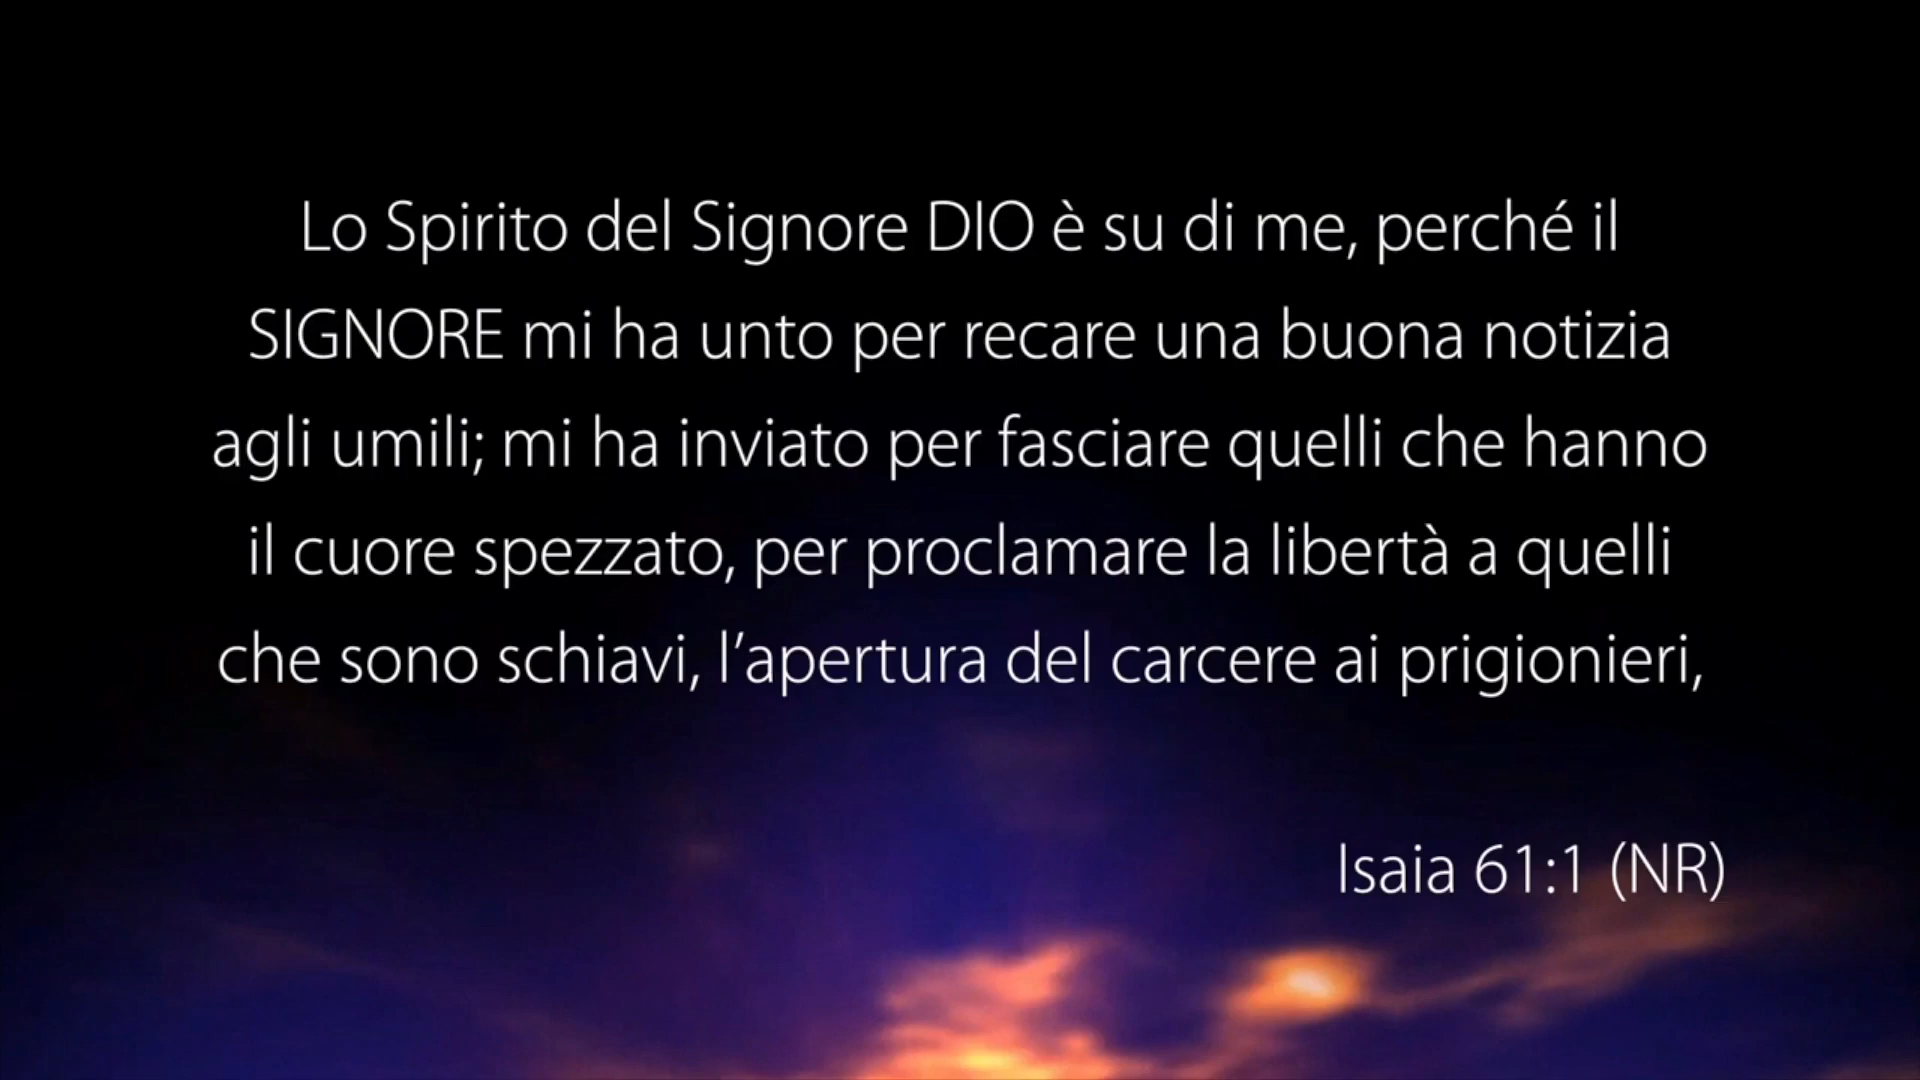 Lo Spirito del Signore DIO è su di me, perché il
SIGNORE mi ha unto per recare una buona notizia
agli umili; mi ha inviato per fasciare quelli che hanno
il cuore spezzato, per proclamare la libertà a quelli
che sono schiavi, l’apertura del carcere ai prigionieri,
Isaia 61:1 (NR)